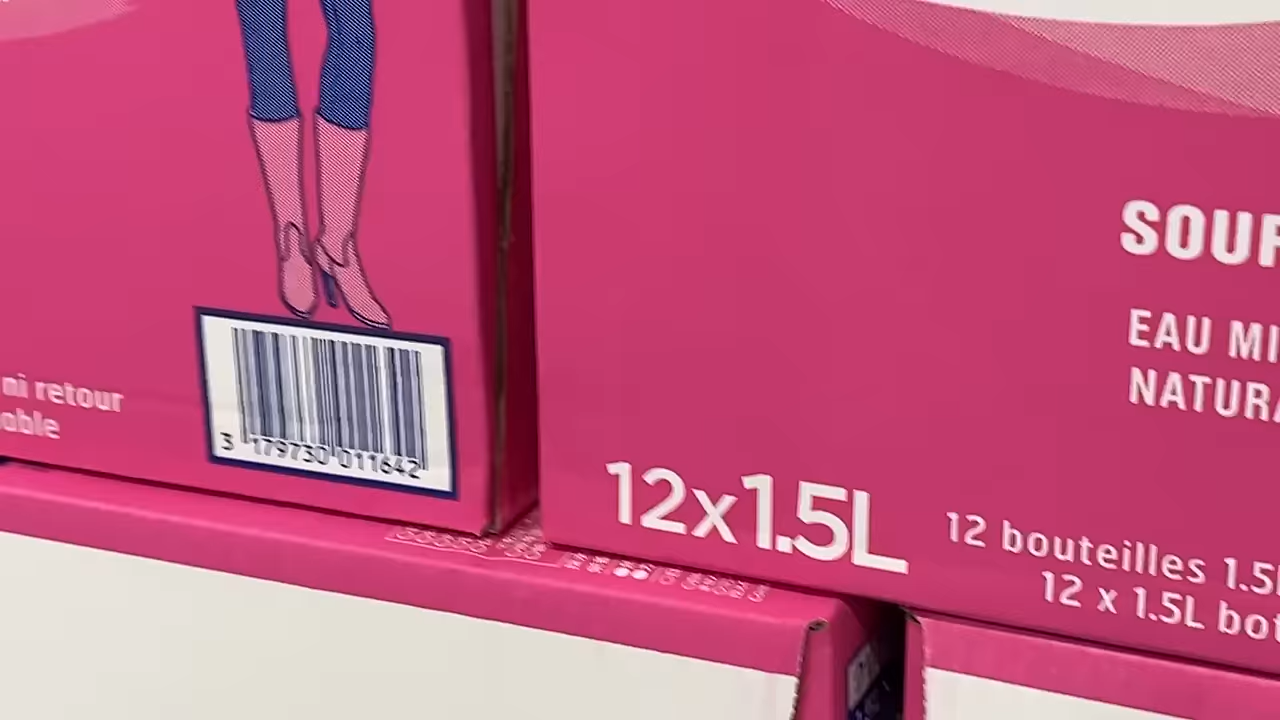 ni retour
3 179730 011642
SOUR
EAU MI
NATURA
12x1.5L
12 bouteilles 1.5L
12 x 1.5L bot